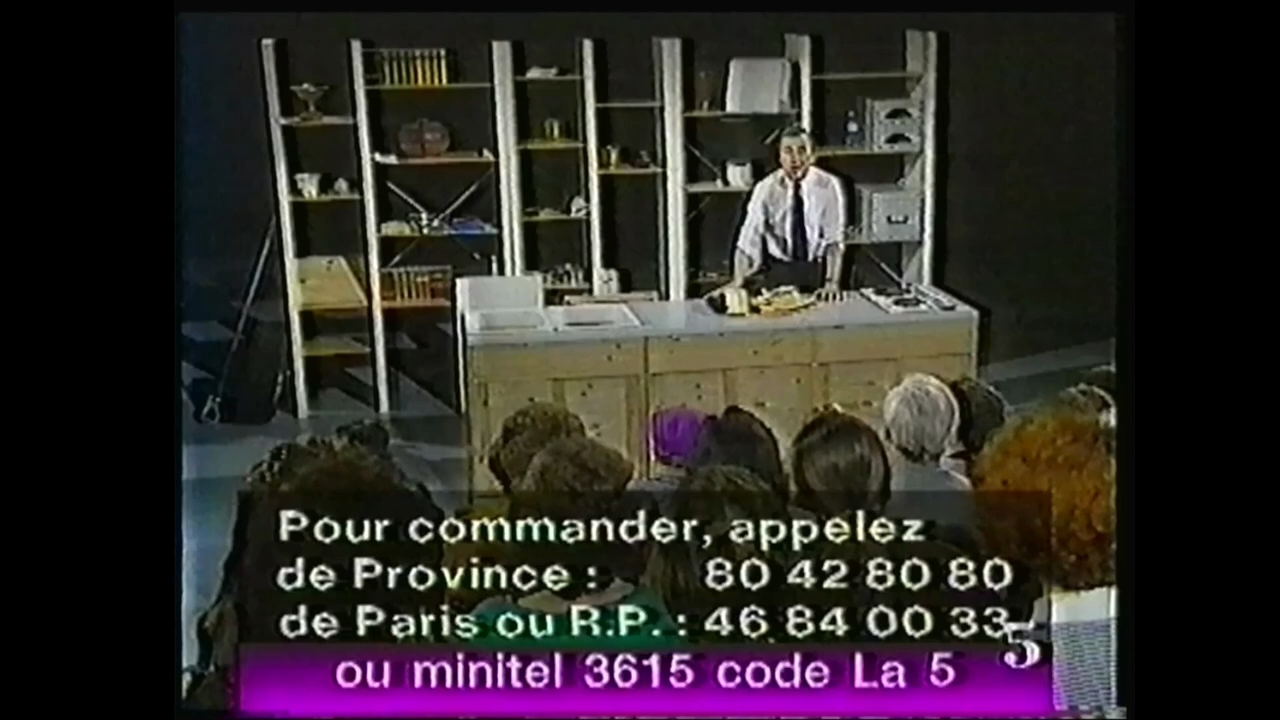 Pour commander, appelez
de Province : 80 42 80 80
de Paris ou R.P. : 46 84 00 33
5
ou minitel 3615 code La 5